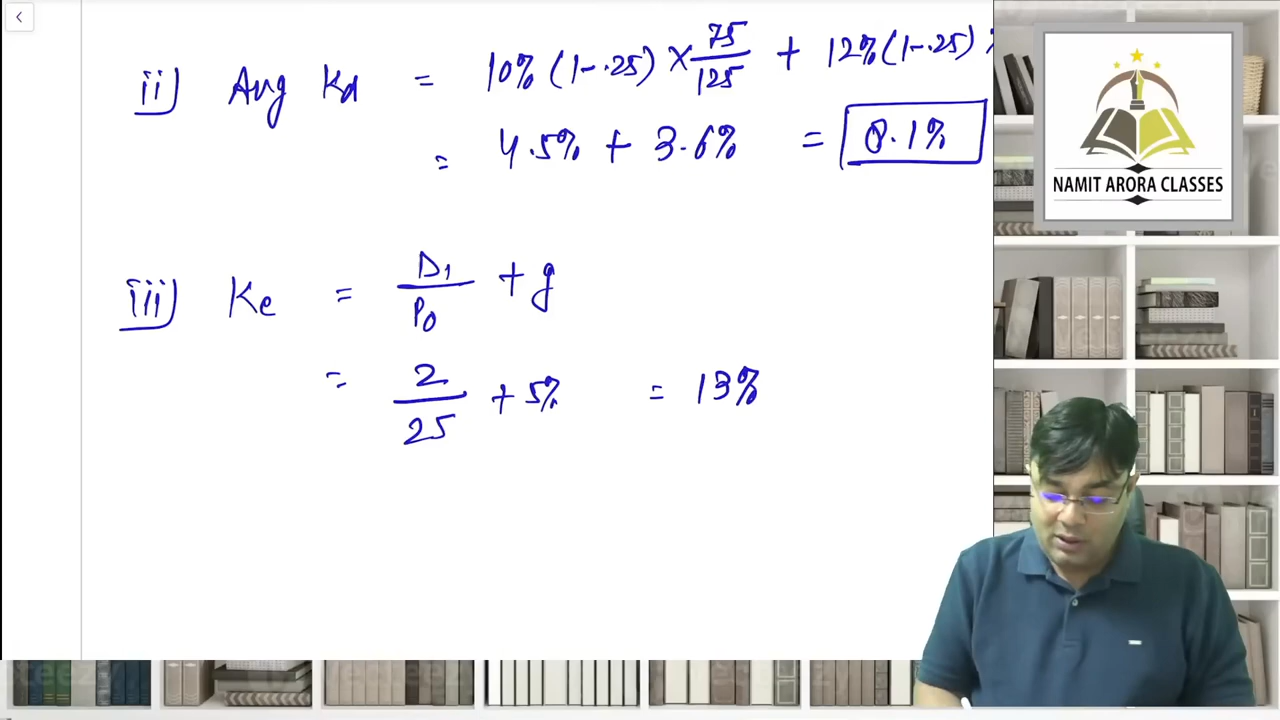 ii) Avg Kd = 10% (1-.25) × 75/125 + 12% (1-.25)
= 4.5% + 3.6% = 8.1%
iii) Ke = D1/P0 + g
= 2/25 + 5% = 13%
NAMIT ARORA CLASSES